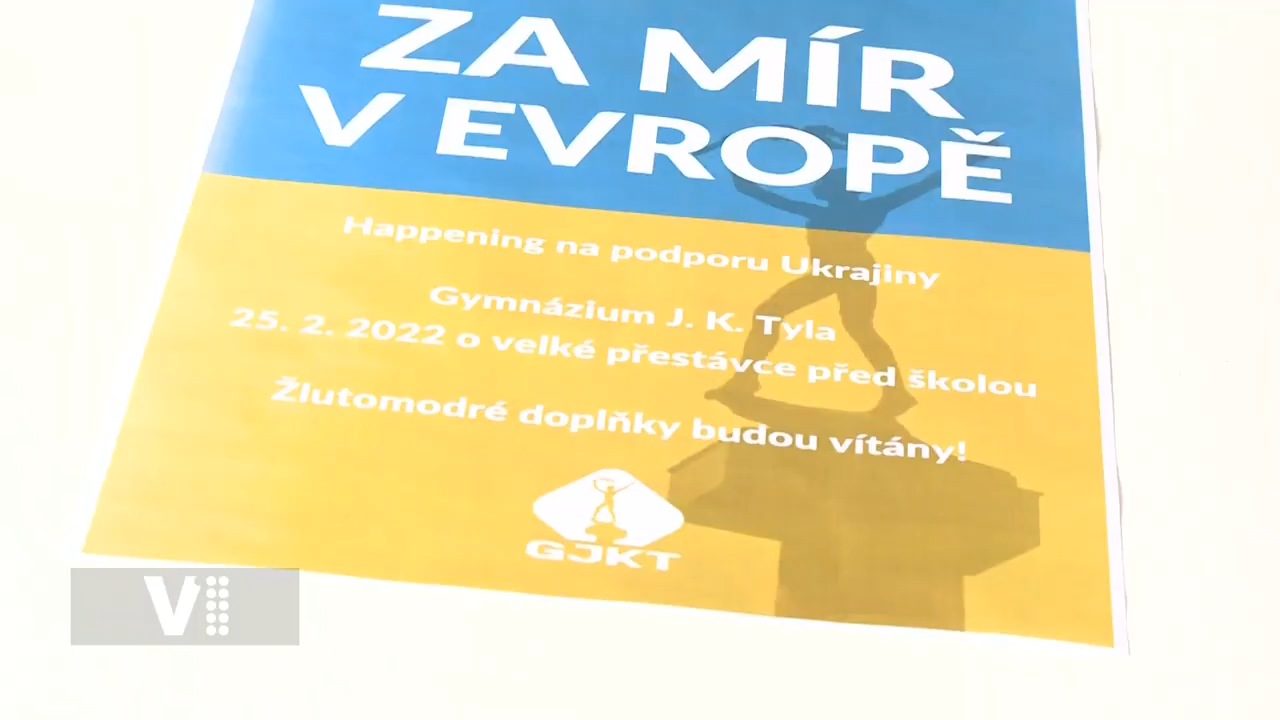 ZA MÍR
V EVROPĚ
Happening na podporu Ukrajiny
Gymnázium J. K. Tyla
25. 2. 2022 o velké přestávce před školou
Žlutomodré doplňky budou vítány!
GJKT
V